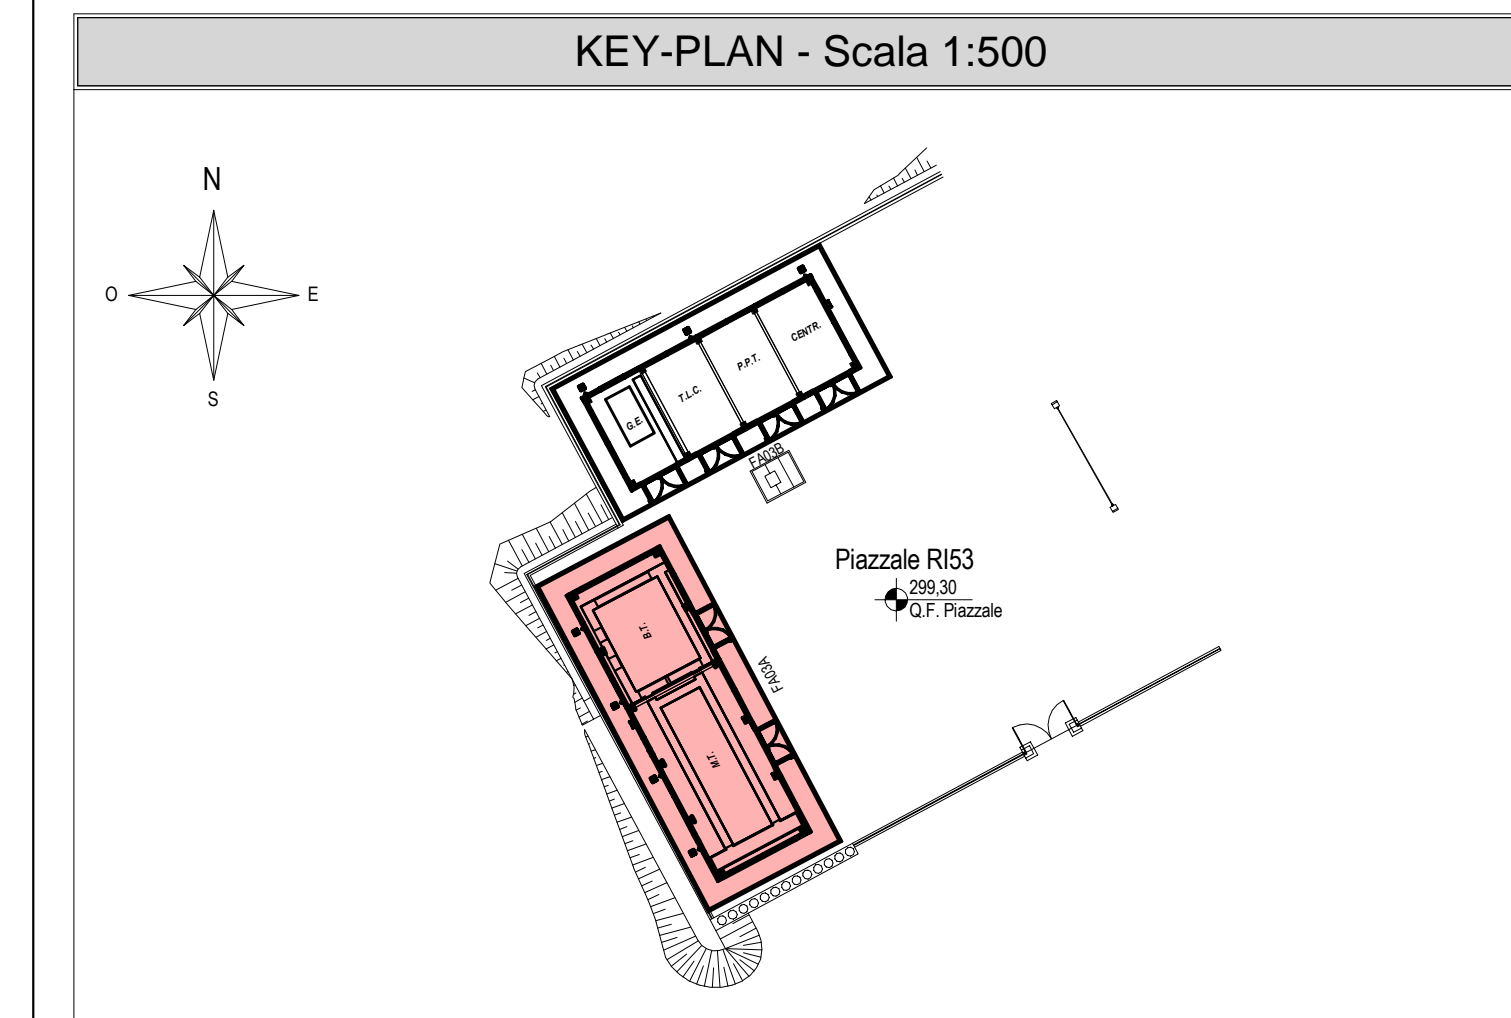 KEY-PLAN - Scala 1:500
N
O
E
S
CENTR.
P.P.T.
T.L.C.
G.E.
FA03B
Piazzale RI53
299,30
Q.F. Piazzale
B.T.
FA03A
M.T.